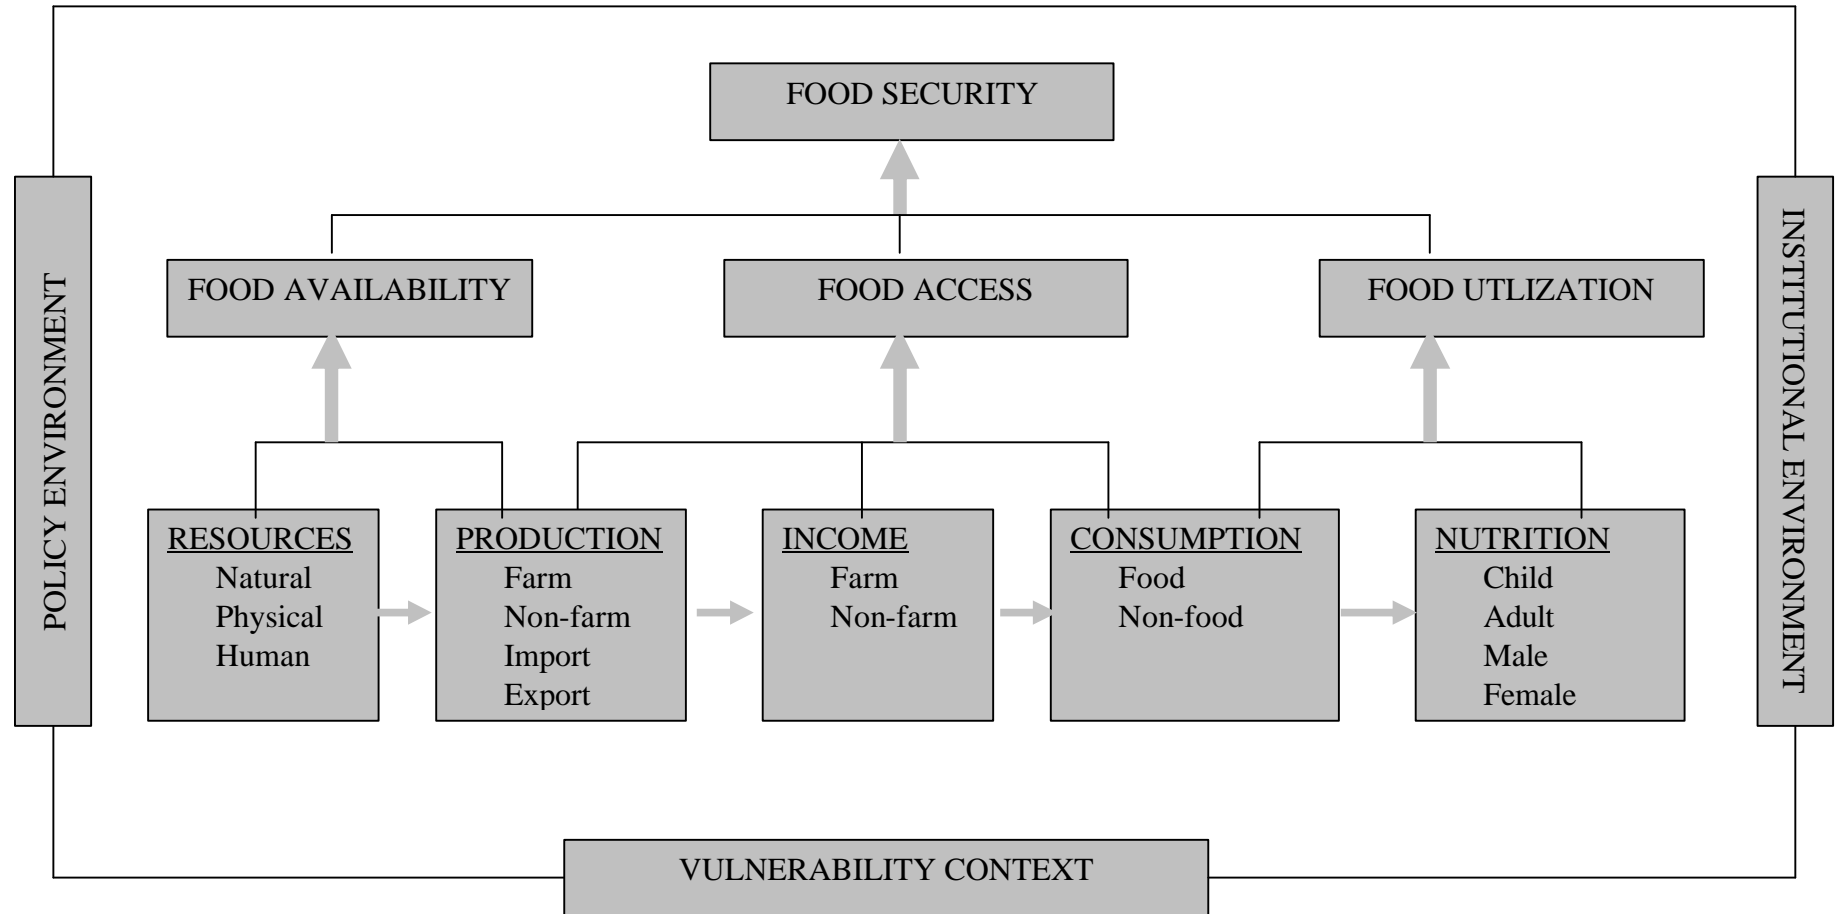 FOOD SECURITY
FOOD AVAILABILITY
FOOD ACCESS
FOOD UTLIZATION
POLICY ENVIRONMENT
INSTITUTIONAL ENVIRONMENT
RESOURCES
Natural
Physical
Human
PRODUCTION
Farm
Non-farm
Import
Export
INCOME
Farm
Non-farm
CONSUMPTION
Food
Non-food
NUTRITION
Child
Adult
Male
Female
VULNERABILITY CONTEXT